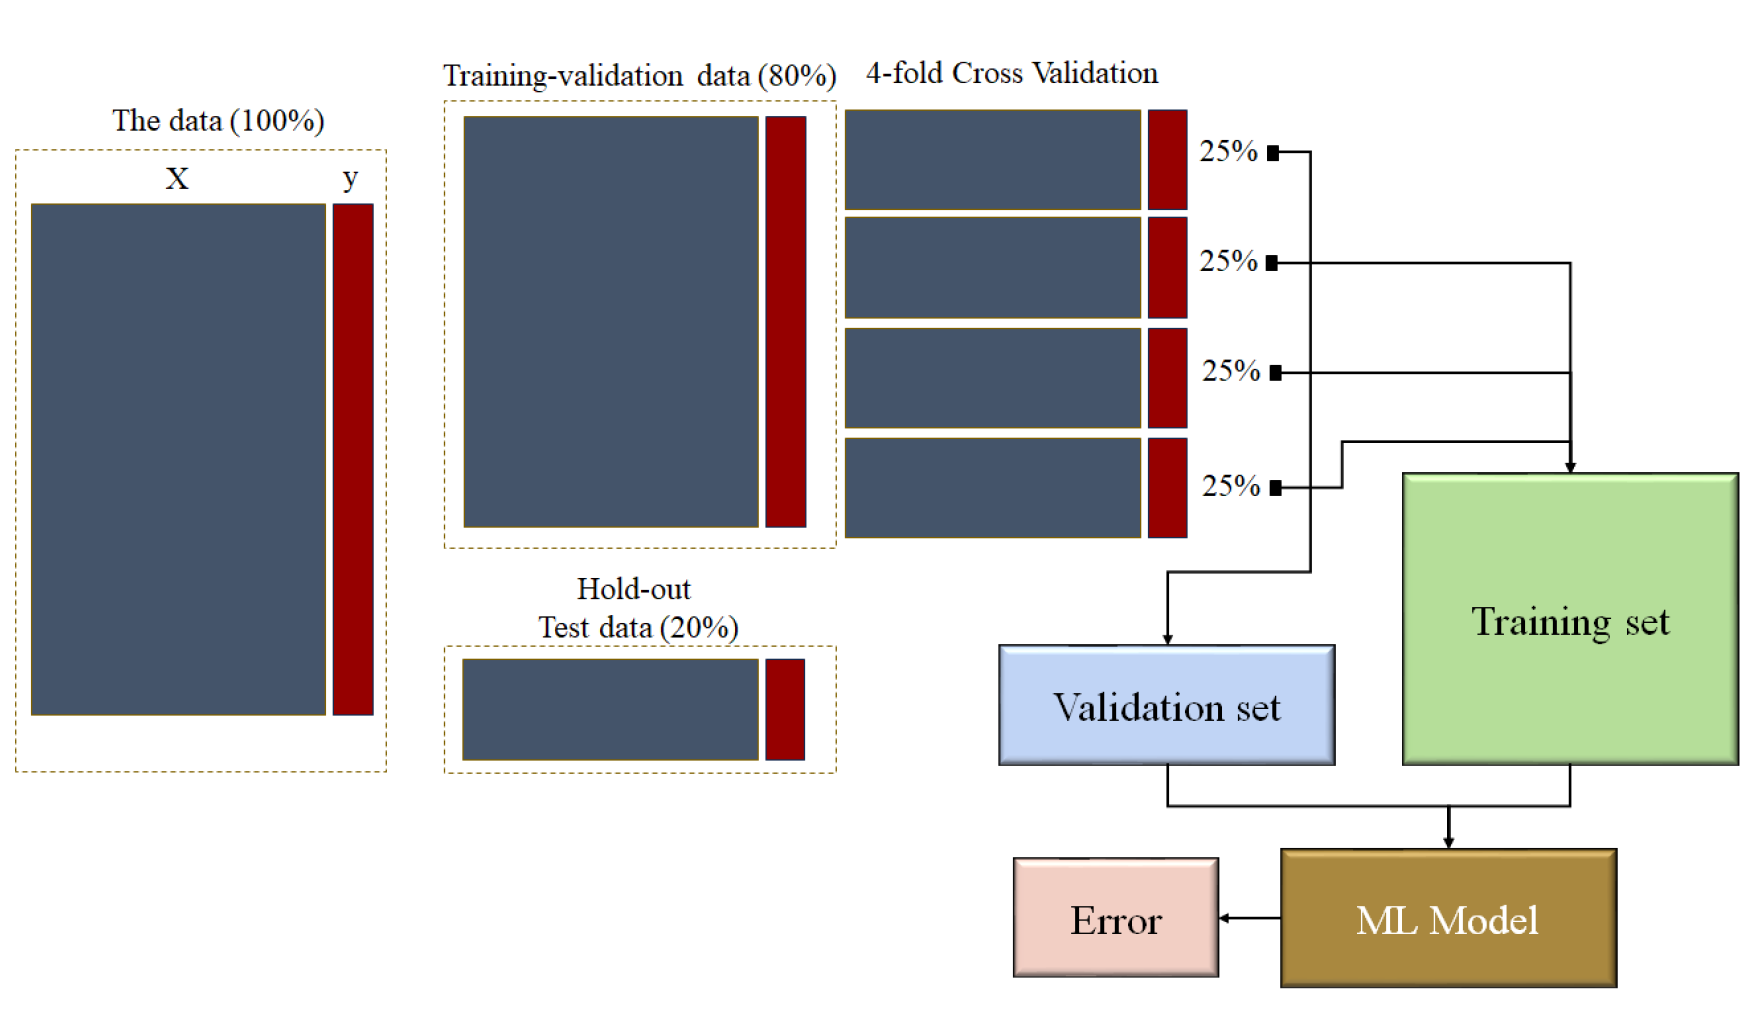 The data (100%)
X
y
Training-validation data (80%)
4-fold Cross Validation
25%
25%
25%
25%
Hold-out
Test data (20%)
Training set
Validation set
Error
ML Model